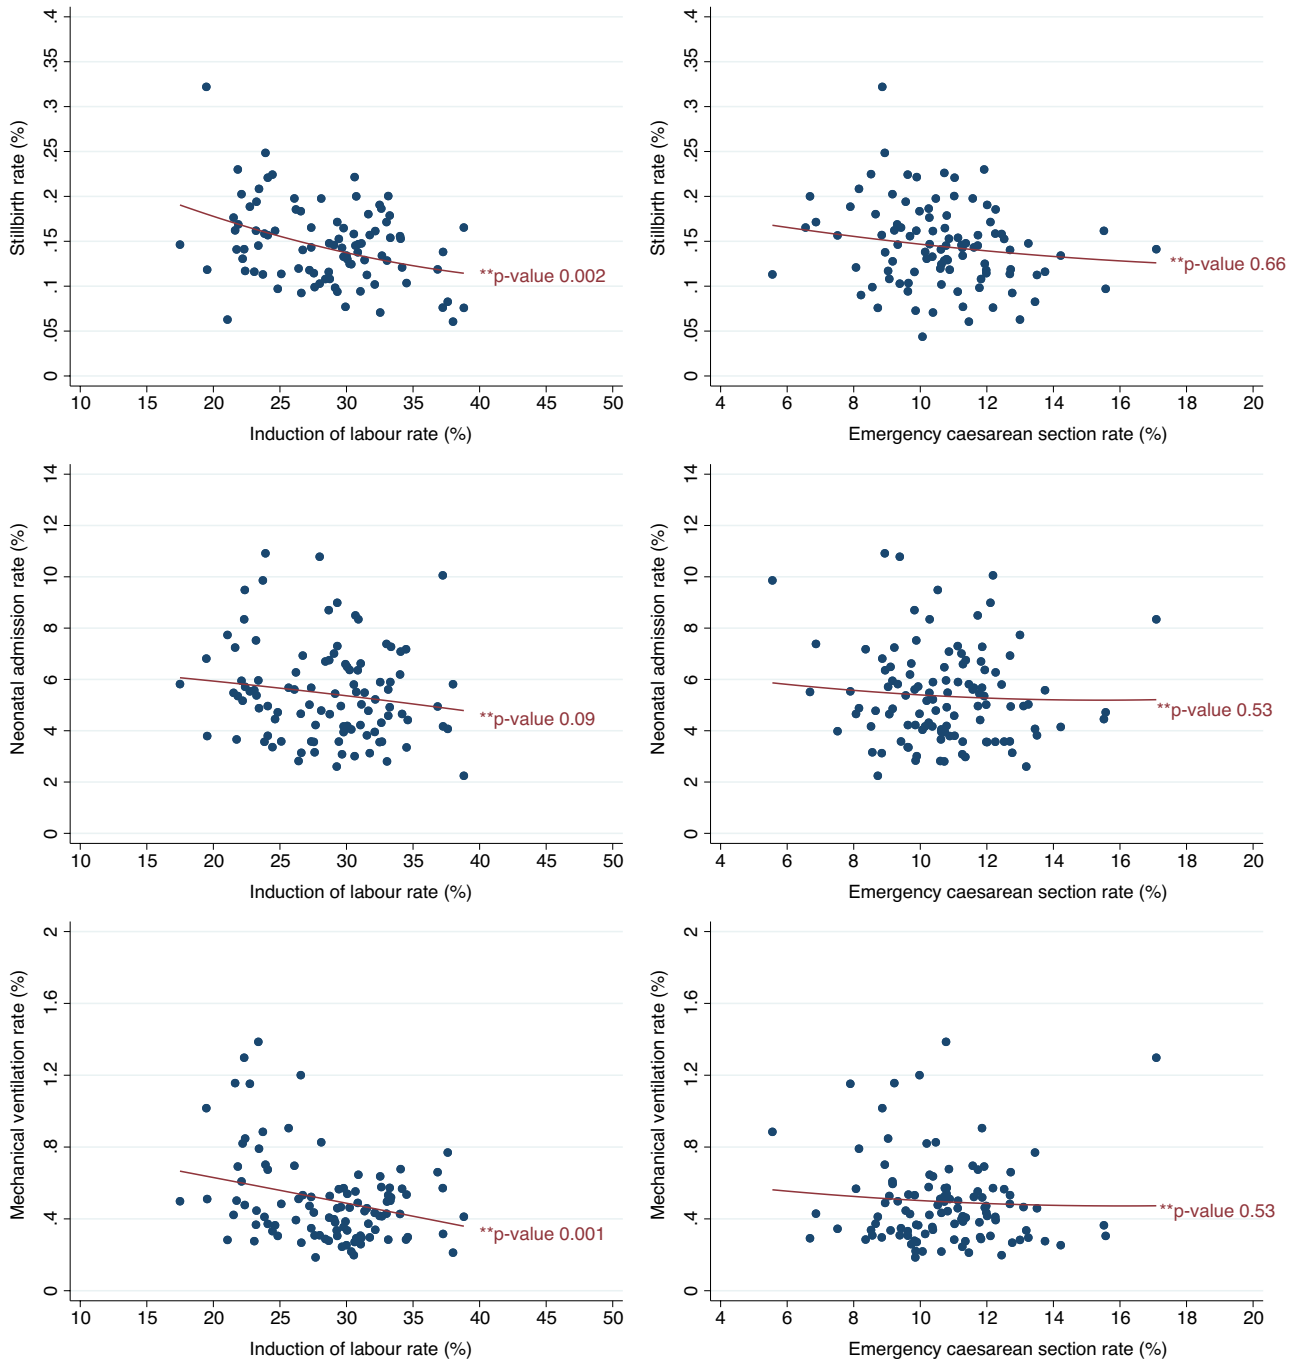 Stillbirth rate (%)
.4
.35
.3
.25
.2
.15
.1
.05
0
**p-value 0.002
10 15 20 25 30 35 40 45 50
Induction of labour rate (%)
Stillbirth rate (%)
.4
.35
.3
.25
.2
.15
.1
.05
0
**p-value 0.66
4 6 8 10 12 14 16 18 20
Emergency caesarean section rate (%)
Neonatal admission rate (%)
14
12
10
8
6
4
2
0
**p-value 0.09
10 15 20 25 30 35 40 45 50
Induction of labour rate (%)
Neonatal admission rate (%)
14
12
10
8
6
4
2
0
**p-value 0.53
4 6 8 10 12 14 16 18 20
Emergency caesarean section rate (%)
Mechanical ventilation rate (%)
2
1.6
1.2
.8
.4
0
**p-value 0.001
10 15 20 25 30 35 40 45 50
Induction of labour rate (%)
Mechanical ventilation rate (%)
2
1.6
1.2
.8
.4
0
**p-value 0.53
4 6 8 10 12 14 16 18 20
Emergency caesarean section rate (%)